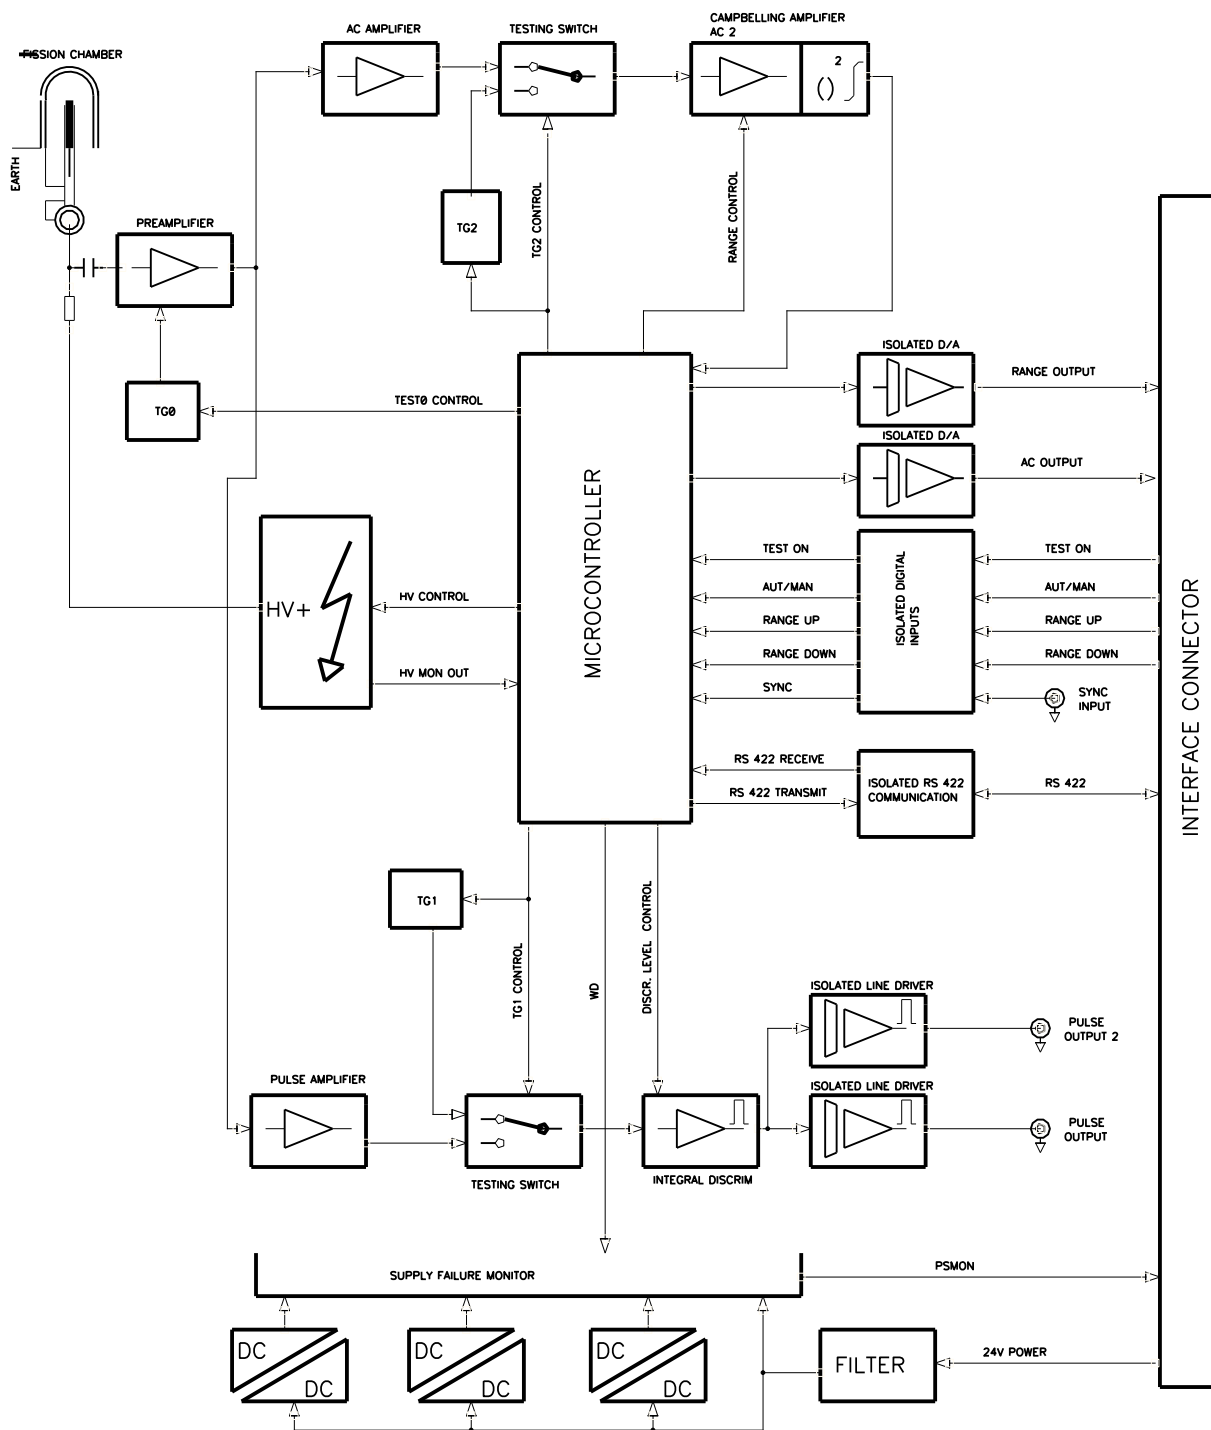 AC AMPLIFIER
TESTING SWITCH
CAMPBELLING AMPLIFIER
AC 2
FISSION CHAMBER
2
()
EARTH
PREAMPLIFIER
TG2
TG2 CONTROL
RANGE CONTROL
ISOLATED D/A
RANGE OUTPUT
TEST0 CONTROL
TG0
ISOLATED D/A
AC OUTPUT
MICROCONTROLLER
HV+
HV CONTROL
HV MON OUT
TEST ON
AUT/MAN
RANGE UP
RANGE DOWN
SYNC
ISOLATED DIGITAL
INPUTS
TEST ON
AUT/MAN
RANGE UP
RANGE DOWN
SYNC
INPUT
INTERFACE CONNECTOR
RS 422 RECEIVE
RS 422 TRANSMIT
ISOLATED RS 422
COMMUNICATION
RS 422
TG1
TG1 CONTROL
WD
DISCR. LEVEL CONTROL
ISOLATED LINE DRIVER
PULSE
OUTPUT 2
PULSE AMPLIFIER
ISOLATED LINE DRIVER
PULSE
OUTPUT
TESTING SWITCH
INTEGRAL DISCRIM
SUPPLY FAILURE MONITOR
PSMON
DC
DC
DC
DC
DC
DC
FILTER
24V POWER